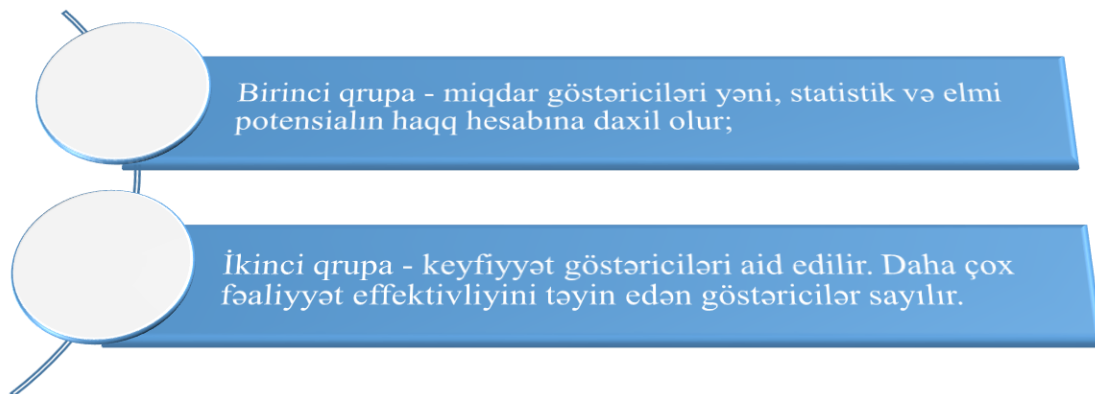 Birinci qrupa - miqdar göstəriciləri yəni, statistik və elmi
potensialın haqq hesabına daxil olur;
İkinci qrupa - keyfiyyət göstəriciləri aid edilir. Daha çox
fəaliyyət effektivliyini təyin edən göstəricilər sayılır.